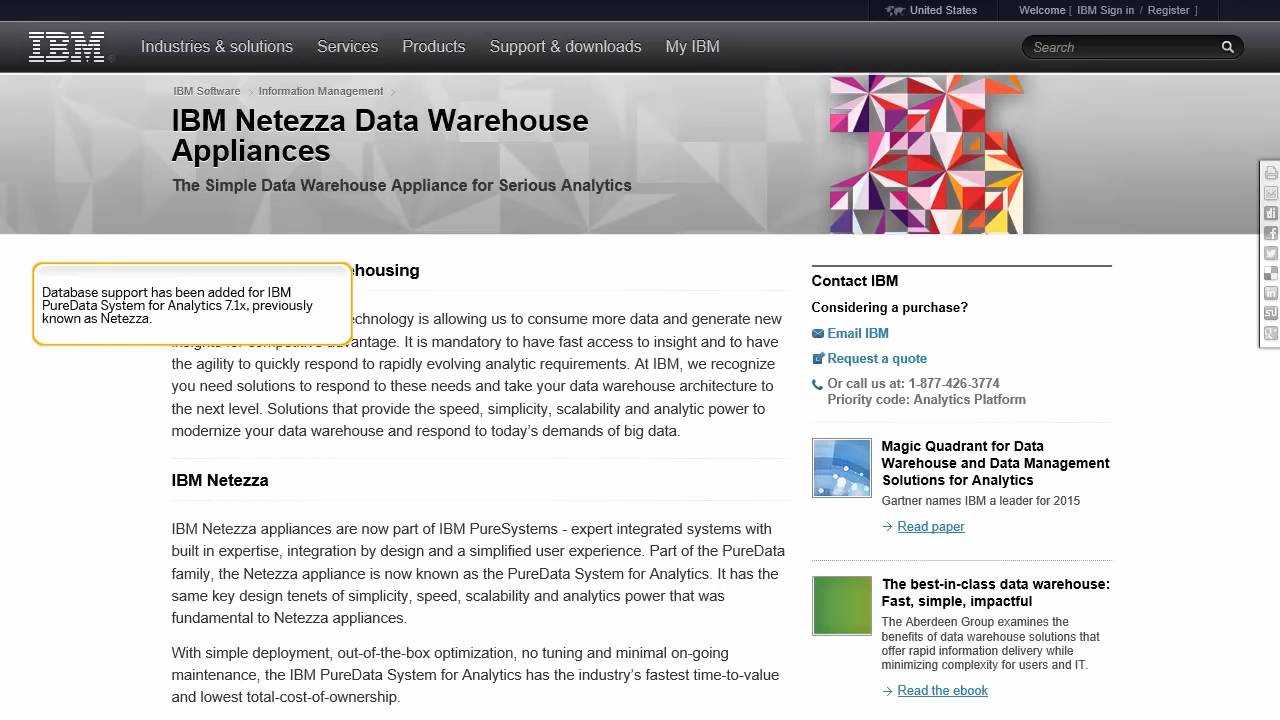 United States
Welcome [ IBM Sign in / Register ]
IBM
Industries & solutions
Services
Products
Support & downloads
My IBM
Search
IBM Software
Information Management
IBM Netezza Data Warehouse
Appliances
The Simple Data Warehouse Appliance for Serious Analytics
Database support has been added for IBM
PureData System for Analytics 7.1x, previously
known as Netezza.
ehousing
echnology is allowing us to consume more data and generate new
insights for competitive advantage. It is mandatory to have fast access to insight and to have
the agility to quickly respond to rapidly evolving analytic requirements. At IBM, we recognize
you need solutions to respond to these needs and take your data warehouse architecture to
the next level. Solutions that provide the speed, simplicity, scalability and analytic power to
modernize your data warehouse and respond to today's demands of big data.
IBM Netezza
IBM Netezza appliances are now part of IBM PureSystems - expert integrated systems with
built in expertise, integration by design and a simplified user experience. Part of the PureData
family, the Netezza appliance is now known as the PureData System for Analytics. It has the
same key design tenets of simplicity, speed, scalability and analytics power that was
fundamental to Netezza appliances.
With simple deployment, out-of-the-box optimization, no tuning and minimal on-going
maintenance, the IBM PureData System for Analytics has the industry's fastest time-to-value
and lowest total-cost-of-ownership.
Contact IBM
Considering a purchase?
Email IBM
Request a quote
Or call us at: 1-877-426-3774
Priority code: Analytics Platform
Magic Quadrant for Data
Warehouse and Data Management
Solutions for Analytics
Gartner names IBM a leader for 2015
Read paper
The best-in-class data warehouse:
Fast, simple, impactful
The Aberdeen Group examines the
benefits of data warehouse solutions that
offer rapid information delivery while
minimizing complexity for users and IT.
Read the ebook